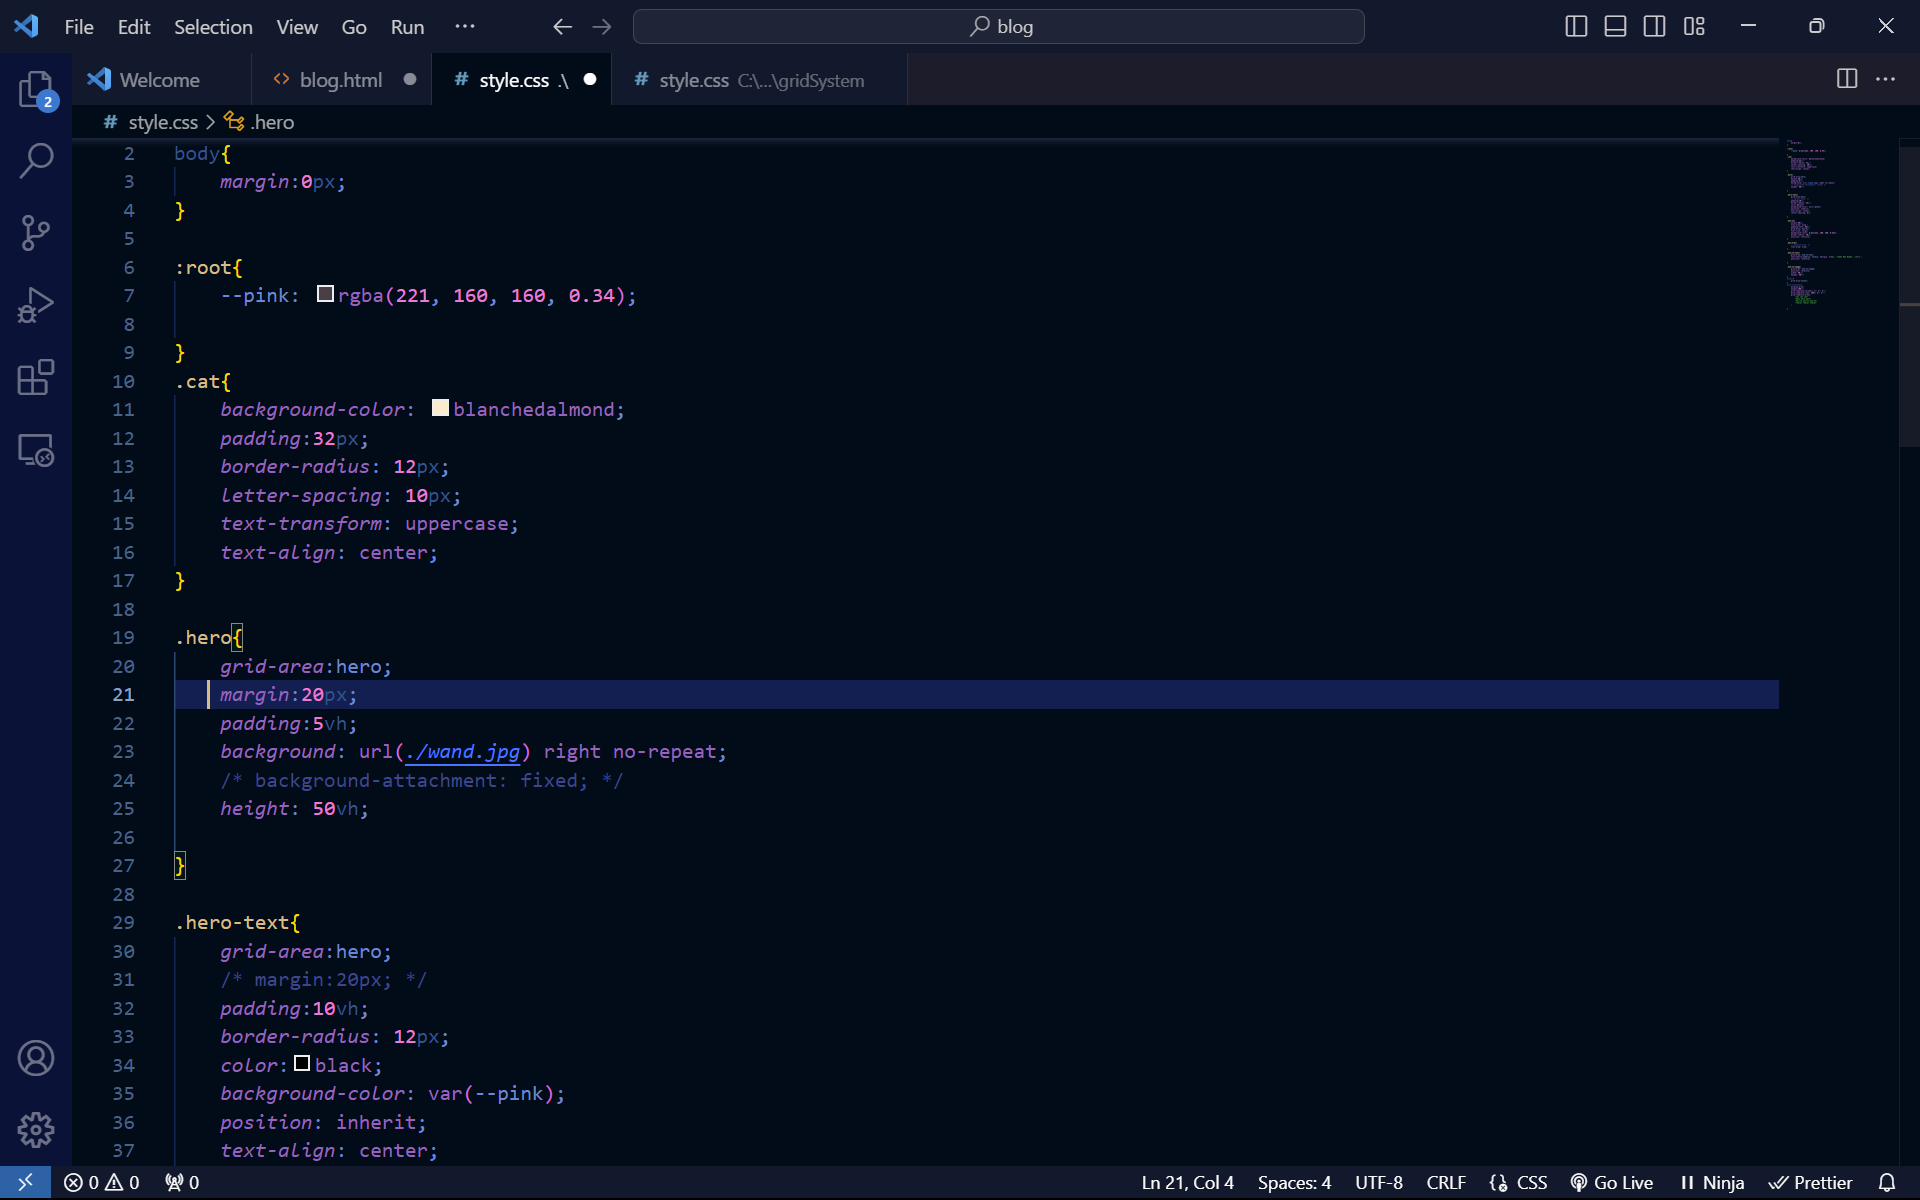 File Edit Selection View Go Run ··· blog
Welcome blog.html style.css .\ style.css C:\...\gridSystem
# style.css > .hero
2 body{
3 margin:0px;
4 }
5
6 :root{
7 --pink: rgba(221, 160, 160, 0.34);
8
9 }
10 .cat{
11 background-color: blanchedalmond;
12 padding:32px;
13 border-radius: 12px;
14 letter-spacing: 10px;
15 text-transform: uppercase;
16 text-align: center;
17 }
18
19 .hero{
20 grid-area:hero;
21 margin:20px;
22 padding:5vh;
23 background: url(./wand.jpg) right no-repeat;
24 /* background-attachment: fixed; */
25 height: 50vh;
26
27 }
28
29 .hero-text{
30 grid-area:hero;
31 /* margin:20px; */
32 padding:10vh;
33 border-radius: 12px;
34 color:black;
35 background-color: var(--pink);
36 position: inherit;
37 text-align: center;
2
0 0 0 Ln 21, Col 4 Spaces: 4 UTF-8 CRLF CSS Go Live Ninja Prettier